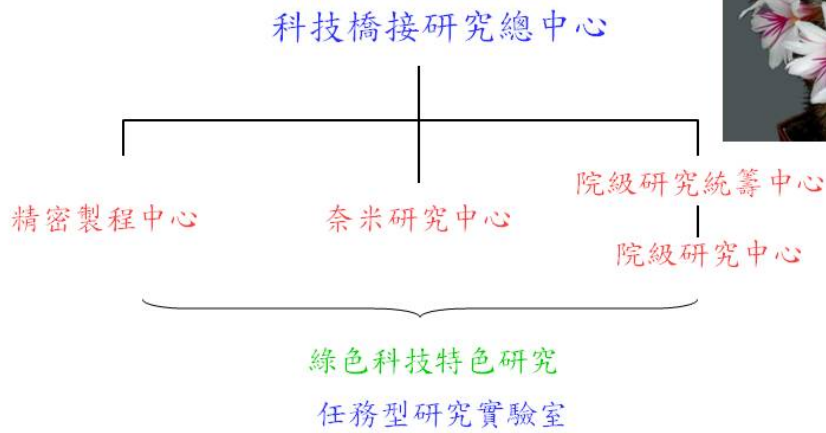 科技橋接研究總中心
精密製程中心
奈米研究中心
院級研究統籌中心
院級研究中心
綠色科技特色研究
任務型研究實驗室